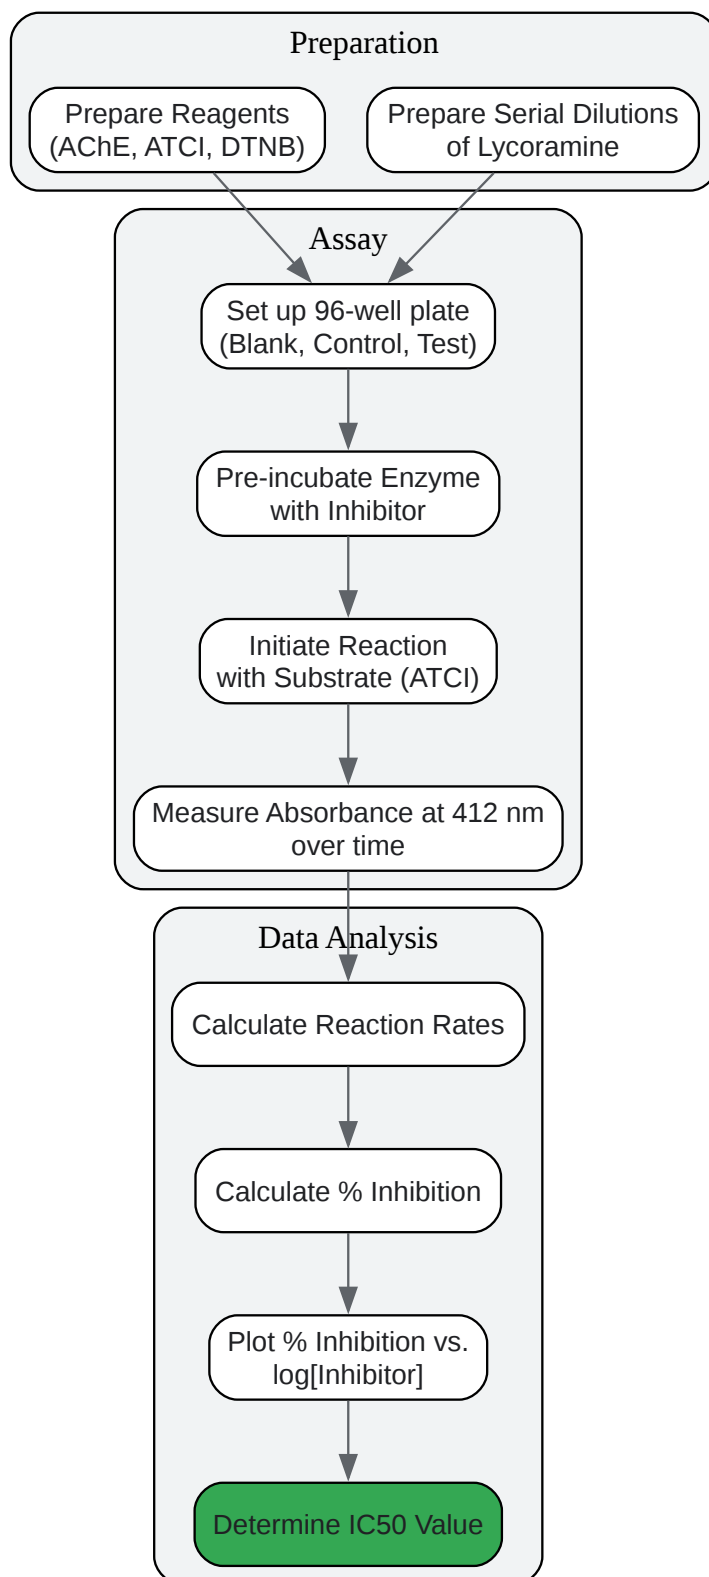 Preparation
Prepare Reagents
(AChE, ATCI, DTNB)
Prepare Serial Dilutions
of Lycoramine
Assay
Set up 96-well plate
(Blank, Control, Test)
Pre-incubate Enzyme
with Inhibitor
Initiate Reaction
with Substrate (ATCI)
Measure Absorbance at 412 nm
over time
Data Analysis
Calculate Reaction Rates
Calculate % Inhibition
Plot % Inhibition vs.
log[Inhibitor]
Determine IC50 Value